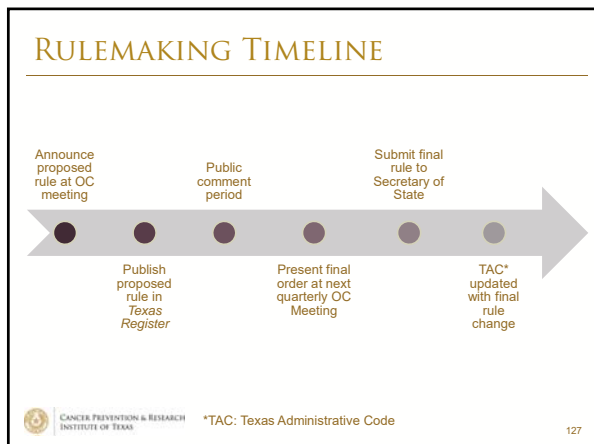 RULEMAKING TIMELINE
Announce
proposed
rule at OC
meeting
Publish
proposed
rule in
Texas
Register
Public
comment
period
Present final
order at next
quarterly OC
Meeting
Submit final
rule to
Secretary of
State
TAC*
updated
with final
rule
change
CANCER PREVENTION & RESEARCH
INSTITUTE OF TEXAS
*TAC: Texas Administrative Code
127